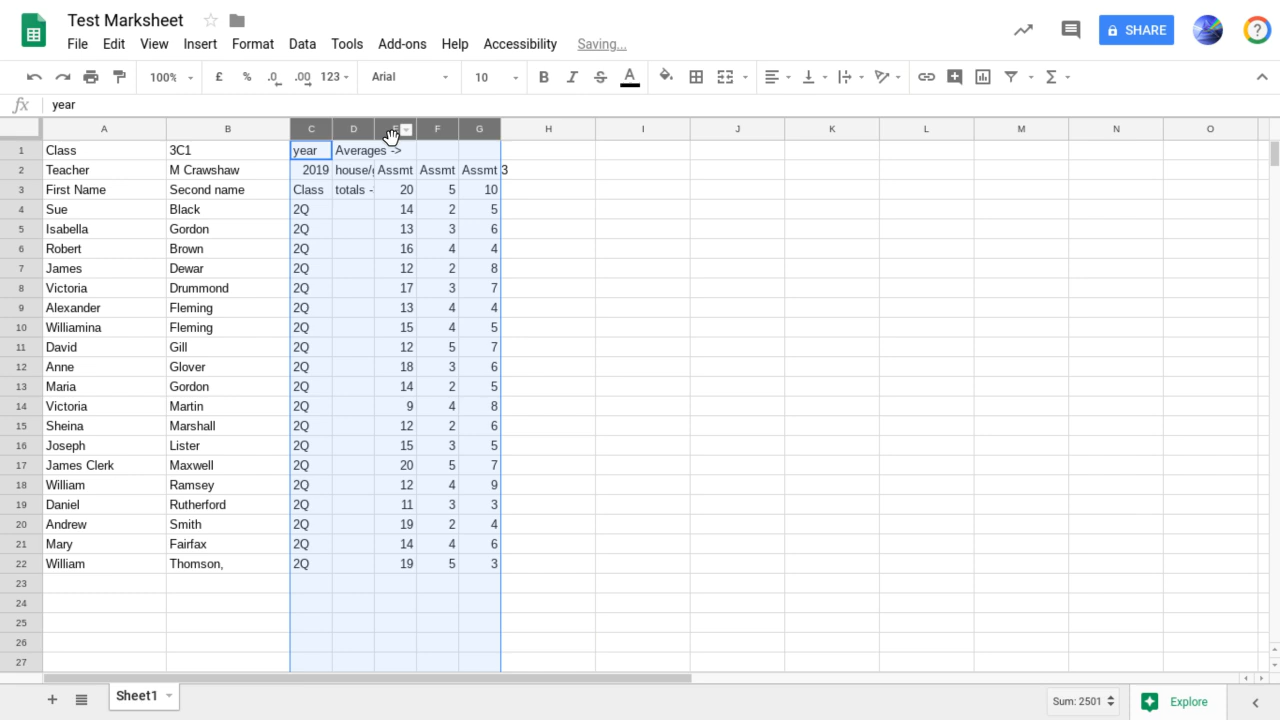 Test Marksheet
File Edit View Insert Format Data Tools Add-ons Help Accessibility Saving...
SHARE
100% £ % .0 .00 123 Arial 10 B I S A Σ
fx year
A B C D E F G H I J K L M N O
1 Class 3C1 year Averages ->
2 Teacher M Crawshaw 2019 house/ Assmt Assmt Assmt 3
3 First Name Second name Class totals - 20 5 10
4 Sue Black 2Q 14 2 5
5 Isabella Gordon 2Q 13 3 6
6 Robert Brown 2Q 16 4 4
7 James Dewar 2Q 12 2 8
8 Victoria Drummond 2Q 17 3 7
9 Alexander Fleming 2Q 13 4 4
10 Williamina Fleming 2Q 15 4 5
11 David Gill 2Q 12 5 7
12 Anne Glover 2Q 18 3 6
13 Maria Gordon 2Q 14 2 5
14 Victoria Martin 2Q 9 4 8
15 Sheina Marshall 2Q 12 2 6
16 Joseph Lister 2Q 15 3 5
17 James Clerk Maxwell 2Q 20 5 7
18 William Ramsey 2Q 12 4 9
19 Daniel Rutherford 2Q 11 3 3
20 Andrew Smith 2Q 19 2 4
21 Mary Fairfax 2Q 14 4 6
22 William Thomson, 2Q 19 5 3
23
24
25
26
27
Sheet1 Sum: 2501 Explore